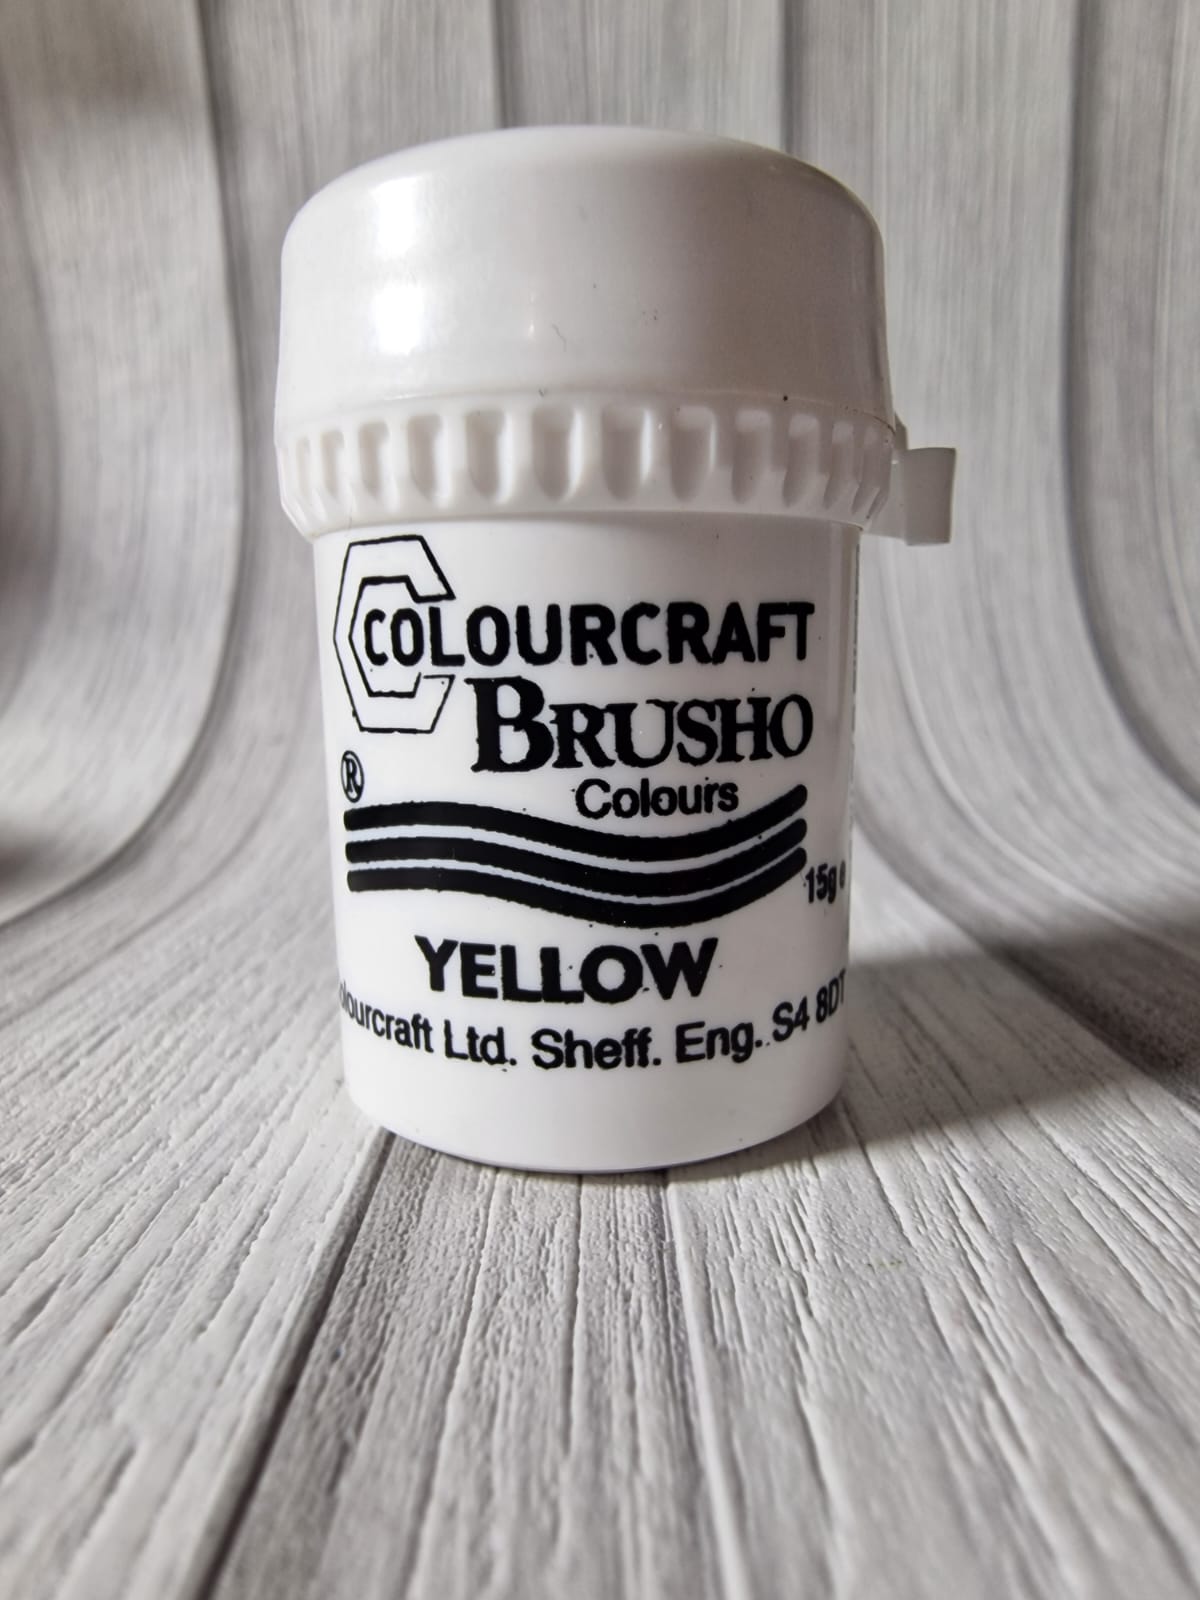 COLOURCRAFT
BRUSHO
®
Colours
15g e
YELLOW
olourcraft Ltd. Sheff. Eng. S4 8DT